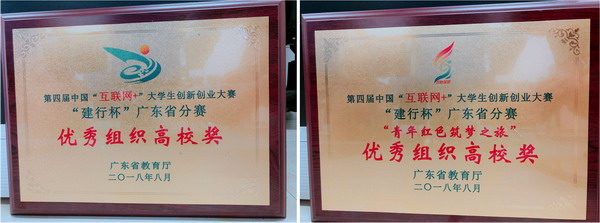 第四届中国“互联网+”大学生创新创业大赛
“建行杯”广东省分赛
优秀组织高校奖
广东省教育厅
二〇一八年八月
第四届中国“互联网+”大学生创新创业大赛
“建行杯”广东省分赛
“青年红色筑梦之旅”
优秀组织高校奖
广东省教育厅
二〇一八年八月